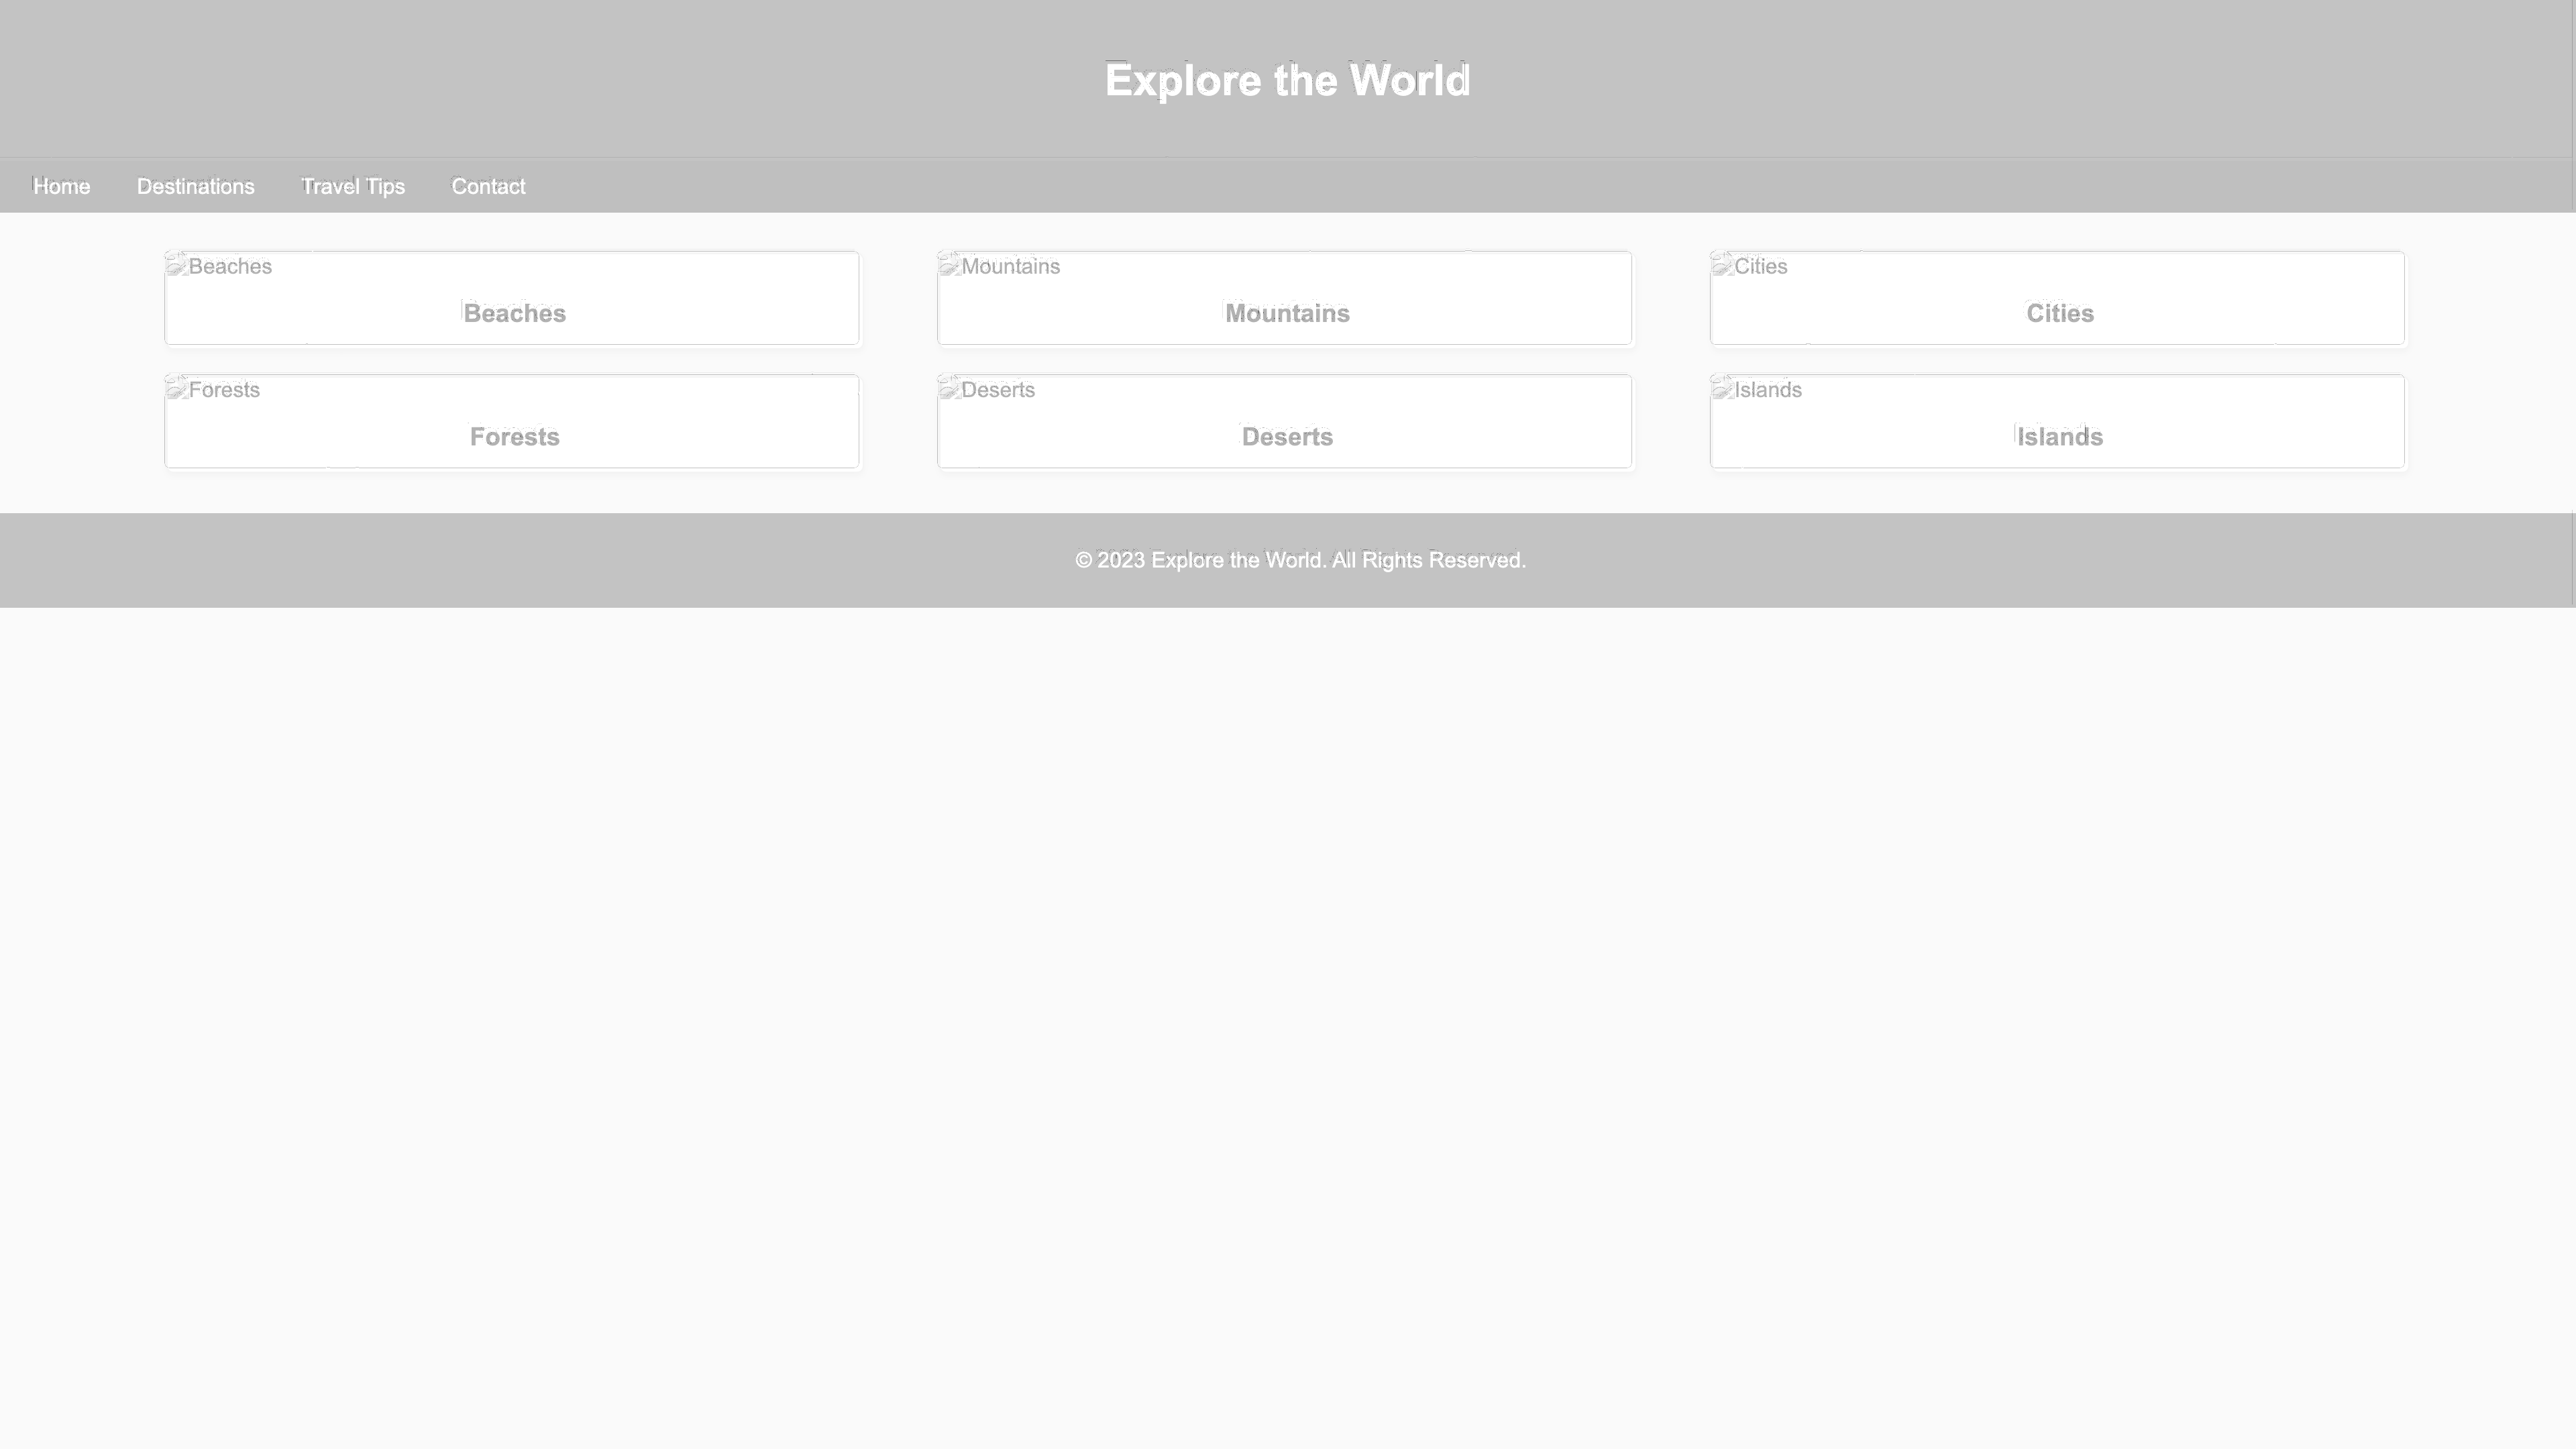 Explore the World
Home Destinations Travel Tips Contact
Beaches Mountains Cities
Beaches Mountains Cities
Forests Deserts Islands
Forests Deserts Islands
© 2023 Explore the World. All Rights Reserved.